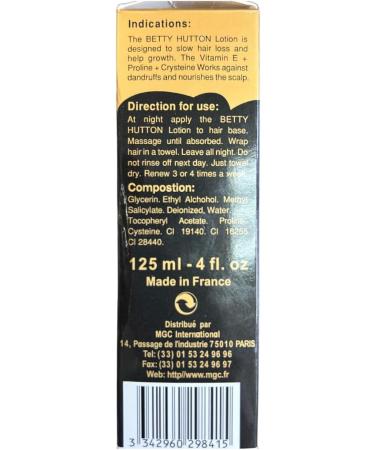 Indications:
The BETTY HUTTON Lotion is
designed to slow hair loss and
help growth. The Vitamin E +
Proline + Crysteine Works against
dandruffs and nourishes the scalp.
Direction for use:
At night apply the BETTY
HUTTON Lotion to hair base.
Massage until absorbed. Wrap
hair in a towel. Leave all night. Do
not rinse off next day. Just towel
dry. Renew 3 or 4 times a week.
Compostion:
Glycerin. Ethyl Alchohol. Methyl
Salicylate. Deionized, Water.
Tocopheryl Acetate. Proline-
Cysteine. CI 19140. CI 16255
CI 28440.
125 ml - 4 fl. oz
Made in France
Distribué par
MGC International
14, Passage de l'industrie 75010 PARIS
Tel: (33) 01 53 24 96 96
Fax: (33) 01 53 24 96 97
Web: http//www.mgc.fr
3 342960 298415